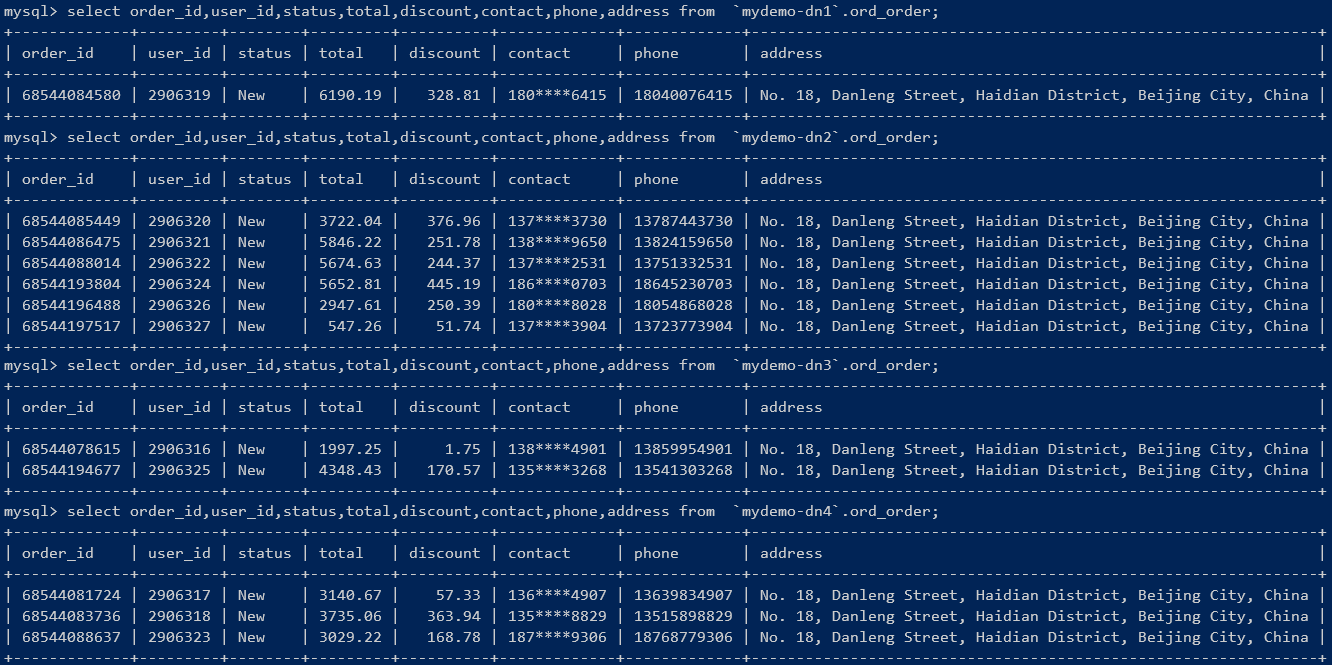 mysql> select order_id,user_id,status,total,discount,contact,phone,address from  `mydemo-dn1`.ord_order;
+-------------+---------+--------+---------+----------+-------------+-------------+---------------------------------------------------------------+
| order_id    | user_id | status | total   | discount | contact     | phone       | address                                                       |
+-------------+---------+--------+---------+----------+-------------+-------------+---------------------------------------------------------------+
| 68544084580 | 2906319 | New    | 6190.19 |   328.81 | 180****6415 | 18040076415 | No. 18, Danleng Street, Haidian District, Beijing City, China |
+-------------+---------+--------+---------+----------+-------------+-------------+---------------------------------------------------------------+
mysql> select order_id,user_id,status,total,discount,contact,phone,address from  `mydemo-dn2`.ord_order;
+-------------+---------+--------+---------+----------+-------------+-------------+---------------------------------------------------------------+
| order_id    | user_id | status | total   | discount | contact     | phone       | address                                                       |
+-------------+---------+--------+---------+----------+-------------+-------------+---------------------------------------------------------------+
| 68544085449 | 2906320 | New    | 3722.04 |   376.96 | 137****3730 | 13787443730 | No. 18, Danleng Street, Haidian District, Beijing City, China |
| 68544086475 | 2906321 | New    | 5846.22 |   251.78 | 138****9650 | 13824159650 | No. 18, Danleng Street, Haidian District, Beijing City, China |
| 68544088014 | 2906322 | New    | 5674.63 |   244.37 | 137****2531 | 13751332531 | No. 18, Danleng Street, Haidian District, Beijing City, China |
| 68544193804 | 2906324 | New    | 5652.81 |   445.19 | 186****0703 | 18645230703 | No. 18, Danleng Street, Haidian District, Beijing City, China |
| 68544196488 | 2906326 | New    | 2947.61 |   250.39 | 180****8028 | 18054868028 | No. 18, Danleng Street, Haidian District, Beijing City, China |
| 68544197517 | 2906327 | New    |  547.26 |    51.74 | 137****3904 | 13723773904 | No. 18, Danleng Street, Haidian District, Beijing City, China |
+-------------+---------+--------+---------+----------+-------------+-------------+---------------------------------------------------------------+
mysql> select order_id,user_id,status,total,discount,contact,phone,address from  `mydemo-dn3`.ord_order;
+-------------+---------+--------+---------+----------+-------------+-------------+---------------------------------------------------------------+
| order_id    | user_id | status | total   | discount | contact     | phone       | address                                                       |
+-------------+---------+--------+---------+----------+-------------+-------------+---------------------------------------------------------------+
| 68544078615 | 2906316 | New    | 1997.25 |     1.75 | 138****4901 | 13859954901 | No. 18, Danleng Street, Haidian District, Beijing City, China |
| 68544194677 | 2906325 | New    | 4348.43 |   170.57 | 135****3268 | 13541303268 | No. 18, Danleng Street, Haidian District, Beijing City, China |
+-------------+---------+--------+---------+----------+-------------+-------------+---------------------------------------------------------------+
mysql> select order_id,user_id,status,total,discount,contact,phone,address from  `mydemo-dn4`.ord_order;
+-------------+---------+--------+---------+----------+-------------+-------------+---------------------------------------------------------------+
| order_id    | user_id | status | total   | discount | contact     | phone       | address                                                       |
+-------------+---------+--------+---------+----------+-------------+-------------+---------------------------------------------------------------+
| 68544081724 | 2906317 | New    | 3140.67 |    57.33 | 136****4907 | 13639834907 | No. 18, Danleng Street, Haidian District, Beijing City, China |
| 68544083736 | 2906318 | New    | 3735.06 |   363.94 | 135****8829 | 13515898829 | No. 18, Danleng Street, Haidian District, Beijing City, China |
| 68544088637 | 2906323 | New    | 3029.22 |   168.78 | 187****9306 | 18768779306 | No. 18, Danleng Street, Haidian District, Beijing City, China |
+-------------+---------+--------+---------+----------+-------------+-------------+---------------------------------------------------------------+